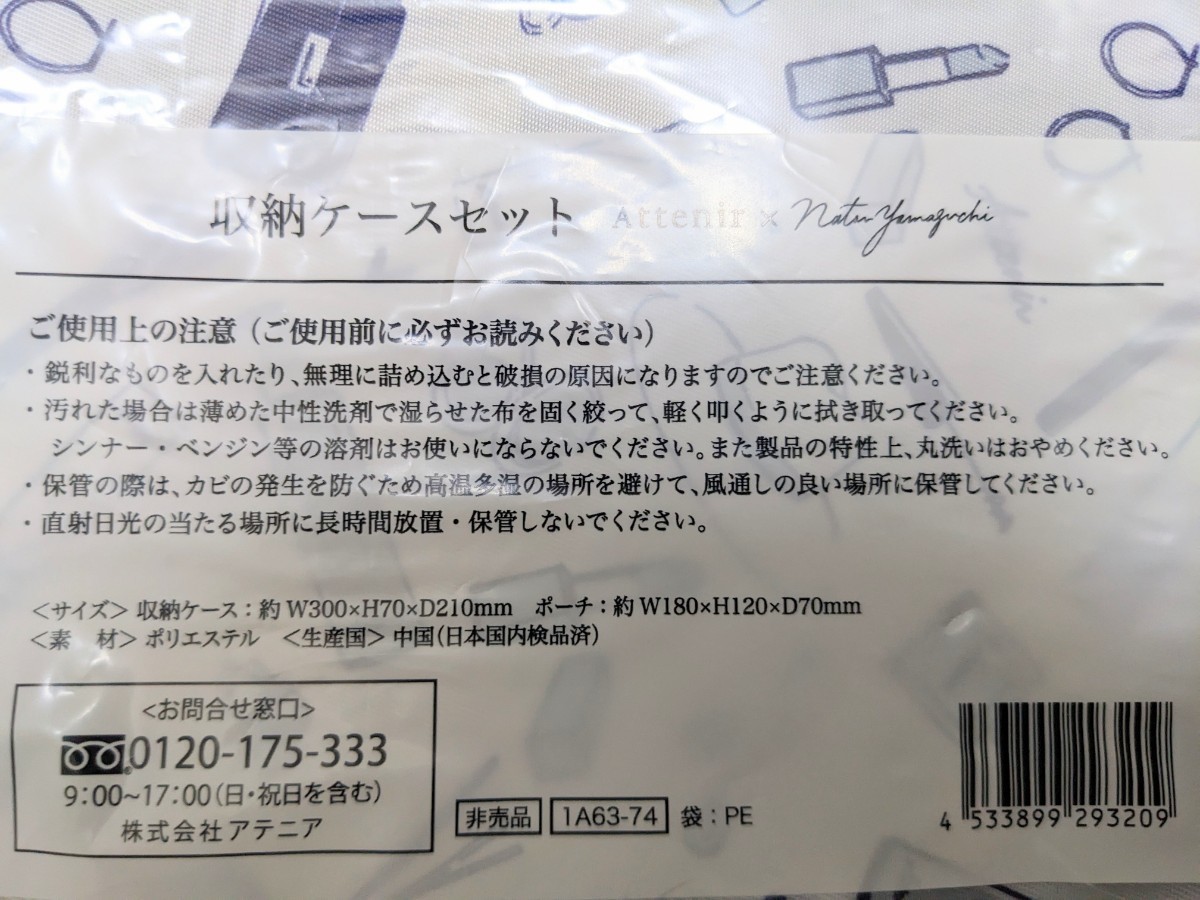 収納ケースセット Attenir × Natsu Yamaguchi
ご使用上の注意（ご使用前に必ずお読みください）
・鋭利なものを入れたり、無理に詰め込むと破損の原因になりますのでご注意ください。
・汚れた場合は薄めた中性洗剤で湿らせた布を固く絞って、軽く叩くように拭き取ってください。
シンナー・ベンジン等の溶剤はお使いにならないでください。また製品の特性上、丸洗いはおやめください。
・保管の際は、カビの発生を防ぐため高温多湿の場所を避けて、風通しの良い場所に保管してください。
・直射日光の当たる場所に長時間放置・保管しないでください。
＜サイズ＞ 収納ケース：約 W300×H70×D210mm ポーチ：約 W180×H120×D70mm
＜素 材＞ ポリエステル ＜生産国＞ 中国（日本国内検品済）
＜お問合せ窓口＞
0120-175-333
9:00~17:00（日・祝日を含む）
株式会社アテニア
非売品 1A63-74 袋：PE
4 533899 293209